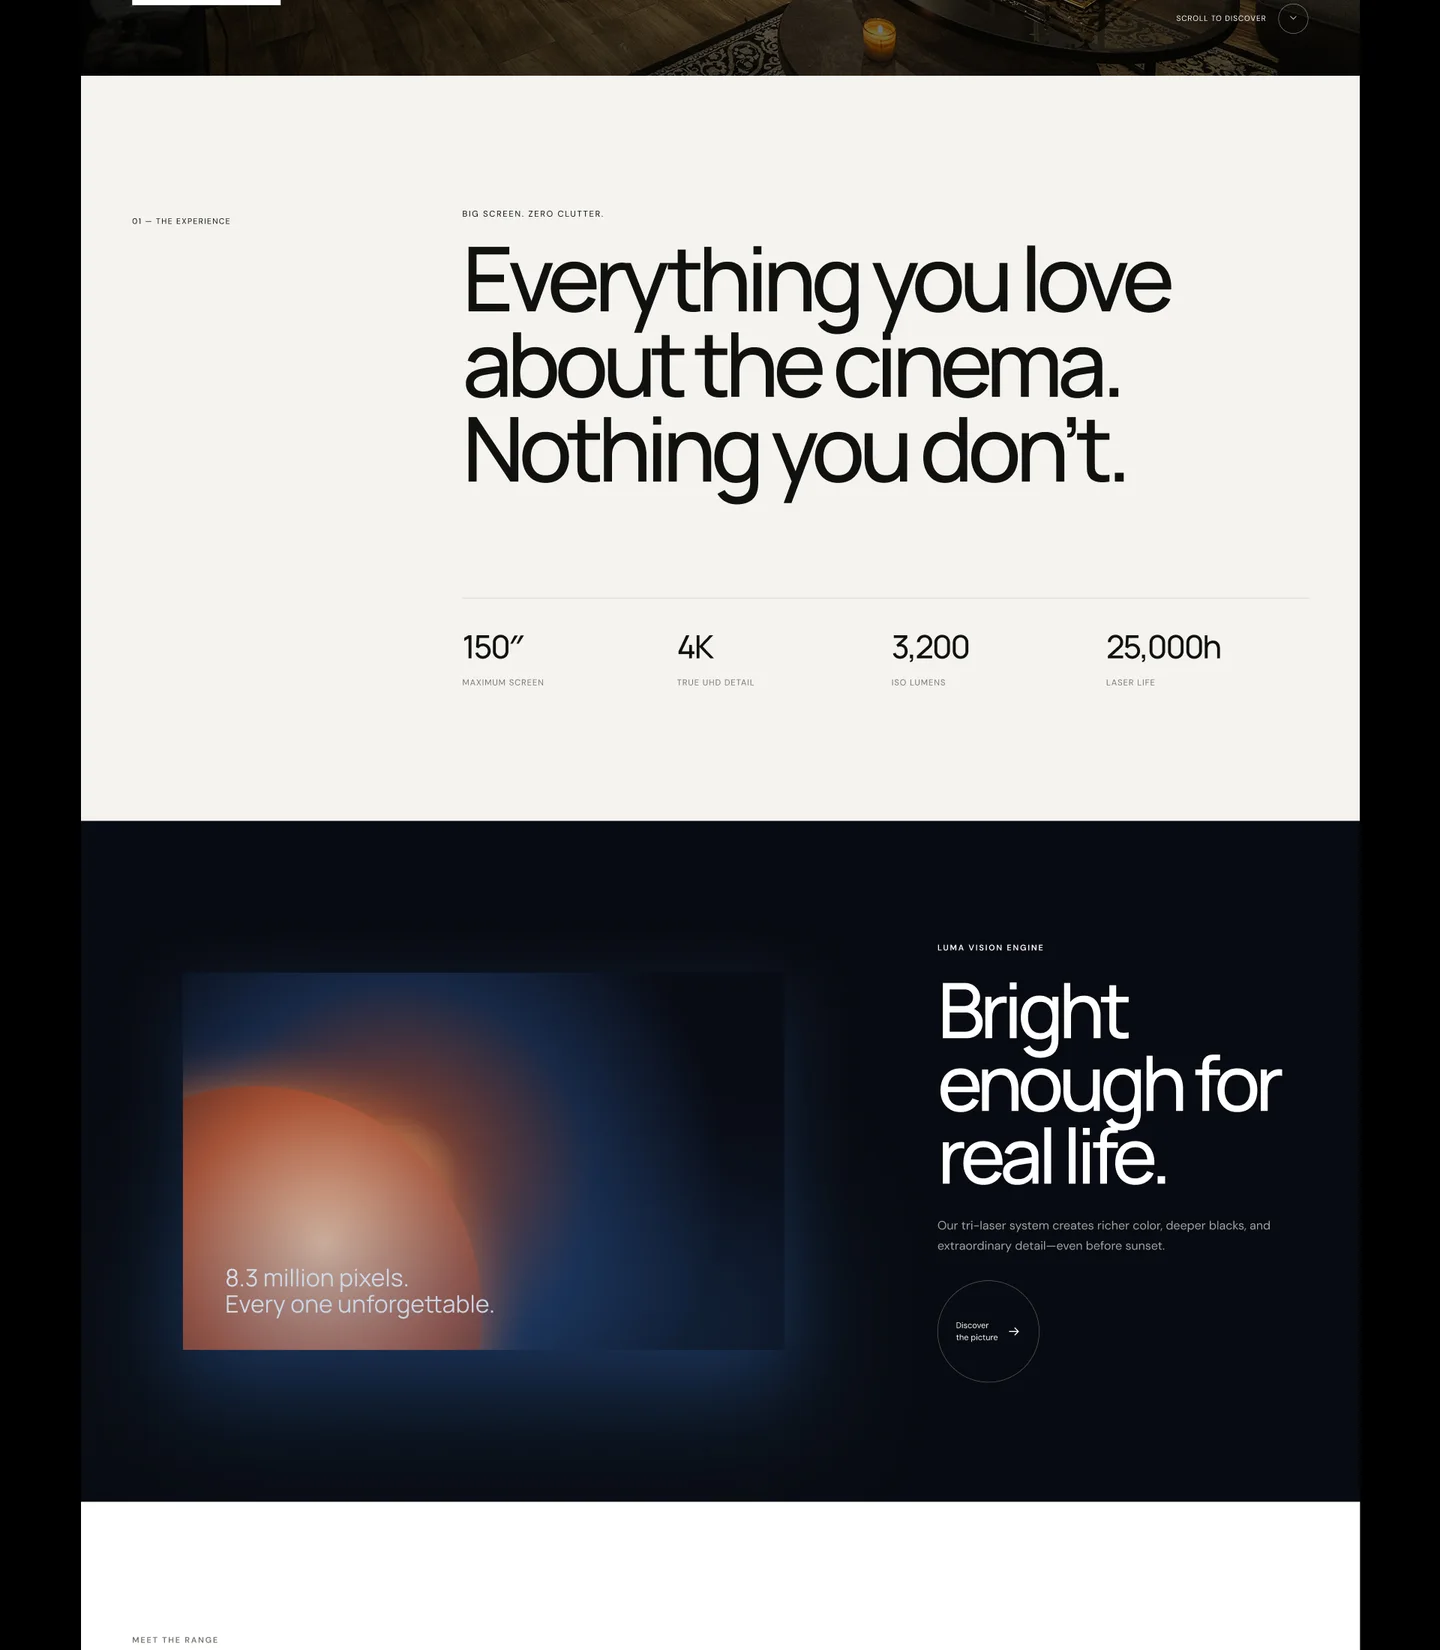 SCROLL TO DISCOVER
01 — THE EXPERIENCE
BIG SCREEN. ZERO CLUTTER.
Everything you love
about the cinema.
Nothing you don’t.
150″
MAXIMUM SCREEN
4K
TRUE UHD DETAIL
3,200
ISO LUMENS
25,000h
LASER LIFE
8.3 million pixels.
Every one unforgettable.
LUMA VISION ENGINE
Bright
enough for
real life.
Our tri-laser system creates richer color, deeper blacks, and
extraordinary detail—even before sunset.
Discover
the picture
MEET THE RANGE